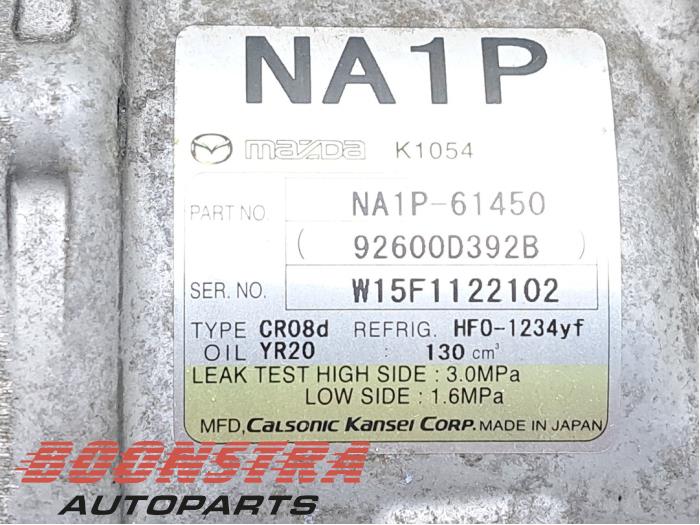 NA1P
mazda K1054
PART NO. NA1P-61450
( 92600D392B )
SER. NO. W15F1122102
TYPE CR08d REFRIG. HFO-1234yf
OIL YR20 : 130 cm³
LEAK TEST HIGH SIDE : 3.0MPa
LOW SIDE : 1.6MPa
MFD, CALSONIC KANSEI CORP. MADE IN JAPAN
BOONSTRA
AUTOPARTS